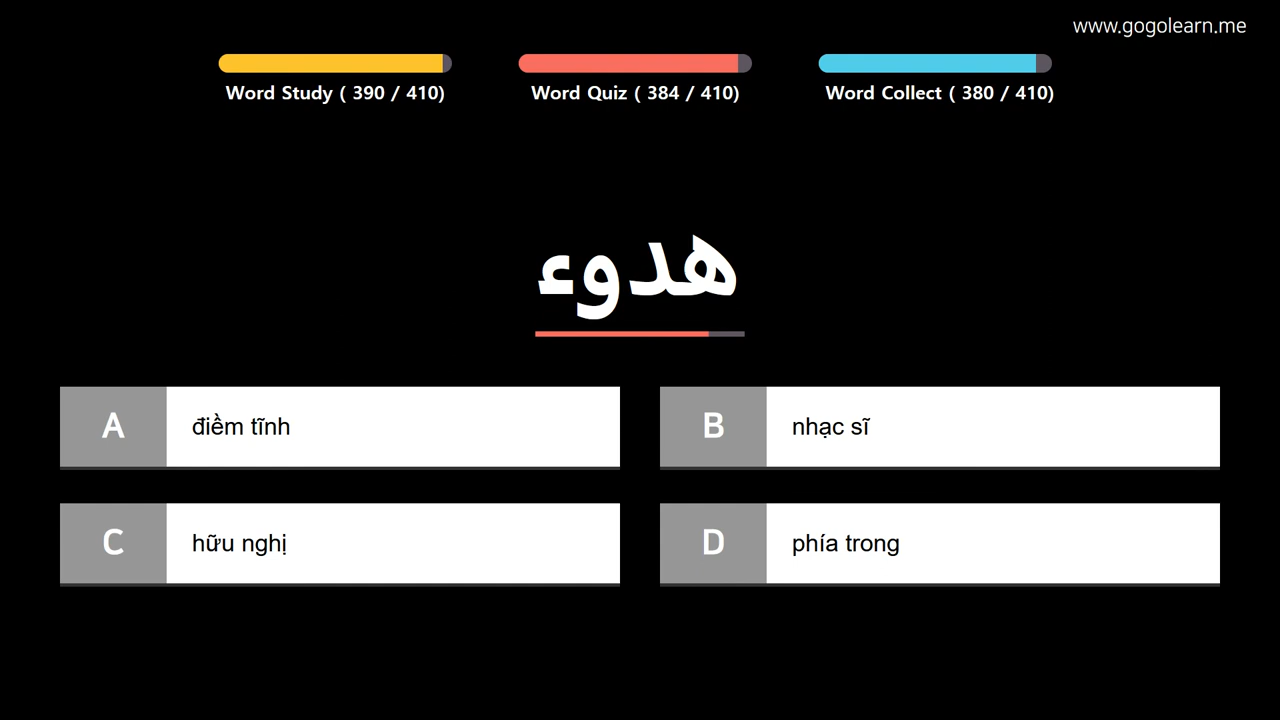 www.gogolearn.me
Word Study ( 390 / 410)
Word Quiz ( 384 / 410)
Word Collect ( 380 / 410)
هدوء
A điềm tĩnh
B nhạc sĩ
C hữu nghị
D phía trong